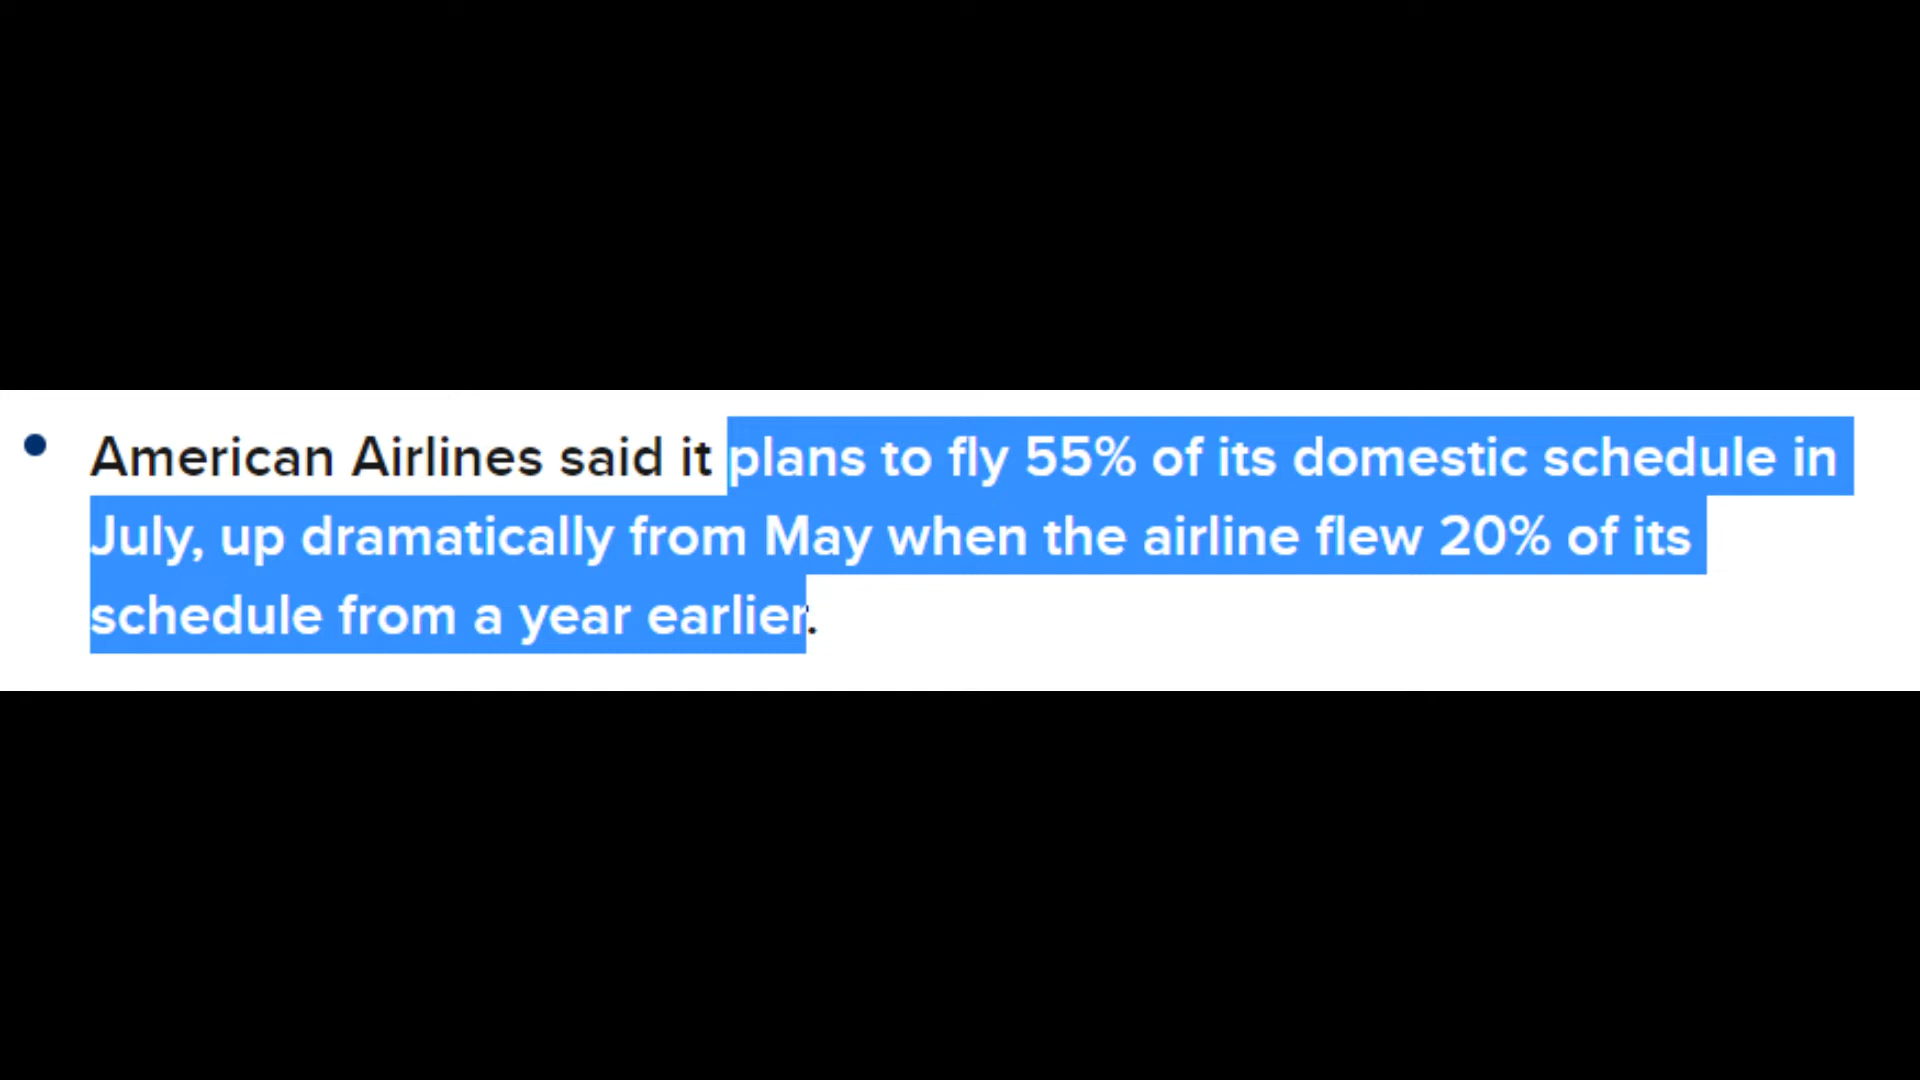 • American Airlines said it plans to fly 55% of its domestic schedule in
July, up dramatically from May when the airline flew 20% of its
schedule from a year earlier.